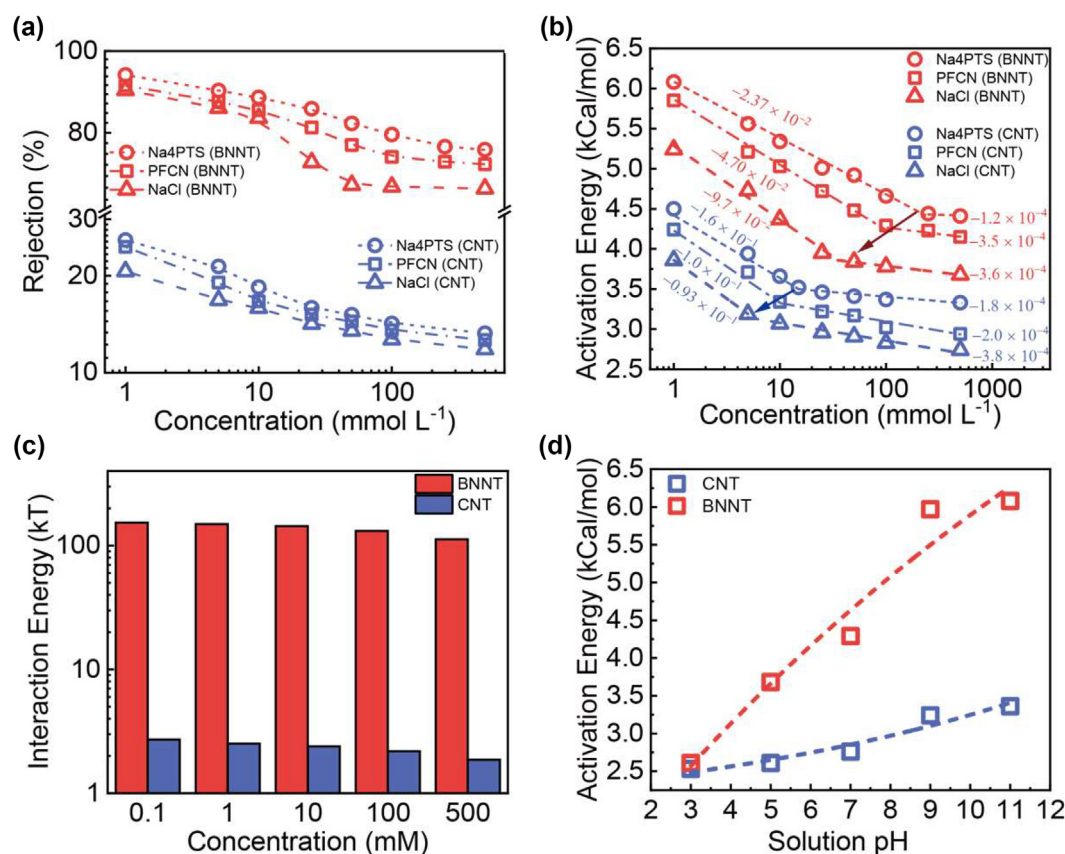 (a)
100
80
30
20
10
Rejection (%)
Na4PTS (BNNT)
PFCN (BNNT)
NaCl (BNNT)
Na4PTS (CNT)
PFCN (CNT)
NaCl (CNT)
1 10 100
Concentration (mmol L⁻¹)
(b)
6.5
6.0
5.5
5.0
4.5
4.0
3.5
3.0
2.5
Activation Energy (kCal/mol)
Na4PTS (BNNT)
PFCN (BNNT)
NaCl (BNNT)
Na4PTS (CNT)
PFCN (CNT)
NaCl (CNT)
−2.37 × 10⁻²
−4.70 × 10⁻²
−9.7 × 10⁻²
−1.6 × 10⁻¹
−1.0 × 10⁻¹
−0.93 × 10⁻¹
−1.2 × 10⁻⁴
−3.5 × 10⁻⁴
−3.6 × 10⁻⁴
−1.8 × 10⁻⁴
−2.0 × 10⁻⁴
−3.8 × 10⁻⁴
1 10 100 1000
Concentration (mmol L⁻¹)
(c)
100
10
1
Interaction Energy (kT)
BNNT
CNT
0.1 1 10 100 500
Concentration (mM)
(d)
6.5
6.0
5.5
5.0
4.5
4.0
3.5
3.0
2.5
Activation Energy (kCal/mol)
CNT
BNNT
2 3 4 5 6 7 8 9 10 11 12
Solution pH